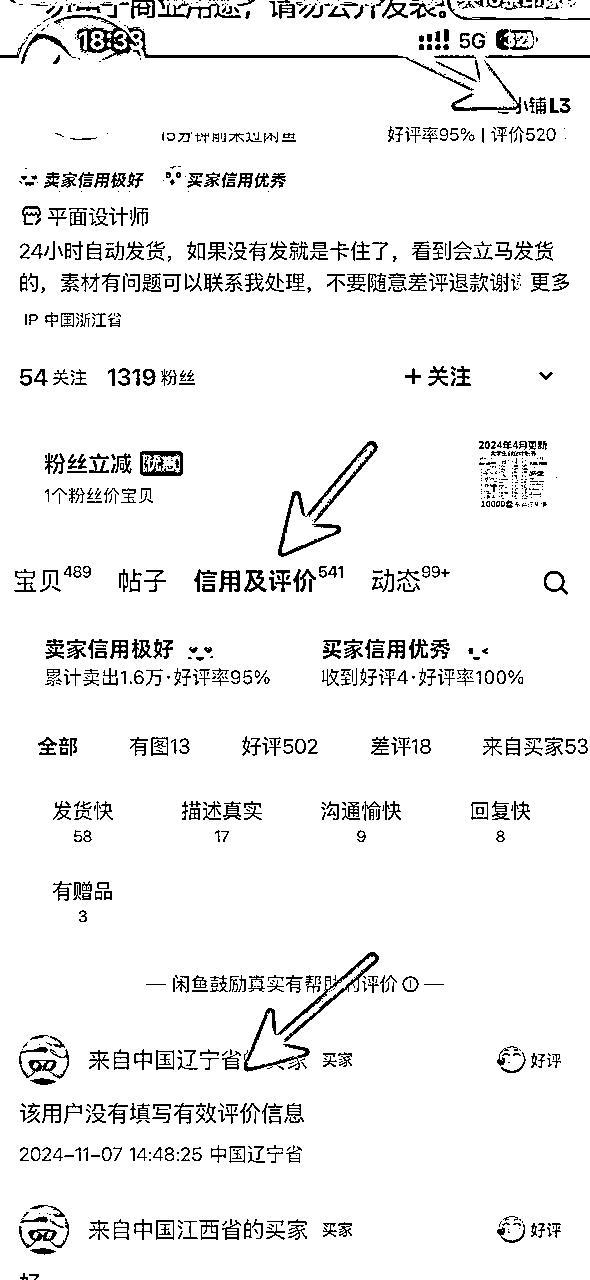 勿用于商业用途，请勿公开发表。
18:38 5G 32
小铺L3
15分钟前来过闲鱼 好评率95% | 评价520
卖家信用极好 买家信用优秀
平面设计师
24小时自动发货，如果没有发就是卡住了，看到会立马发货
的，素材有问题可以联系我处理，不要随意差评退款谢谢 更多
IP 中国浙江省
54 关注 1319 粉丝 + 关注
2024年4月更新
粉丝立减 优惠
1个粉丝价宝贝
宝贝489 帖子 信用及评价541 动态99+
卖家信用极好 买家信用优秀
累计卖出1.6万·好评率95% 收到好评4·好评率100%
全部 有图13 好评502 差评18 来自买家53
发货快 描述真实 沟通愉快 回复快
58 17 9 8
有赠品
3
— 闲鱼鼓励真实有帮助的评价 —
来自中国辽宁省的买家 买家 好评
该用户没有填写有效评价信息
2024-11-07 14:48:25 中国辽宁省
来自中国江西省的买家 买家 好评
好